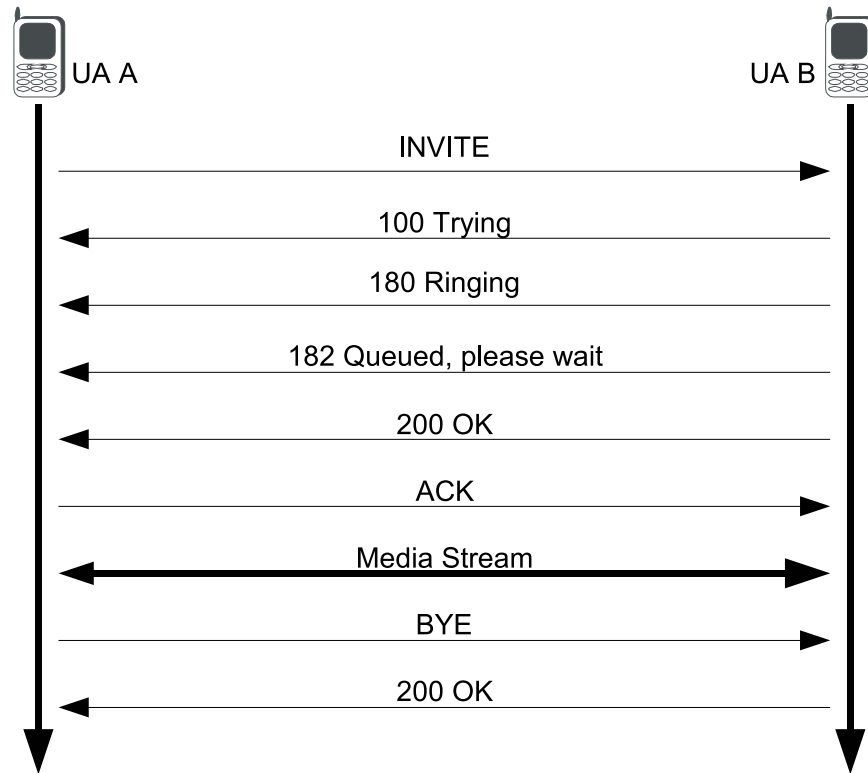 UA A
UA B
INVITE
100 Trying
180 Ringing
182 Queued, please wait
200 OK
ACK
Media Stream
BYE
200 OK